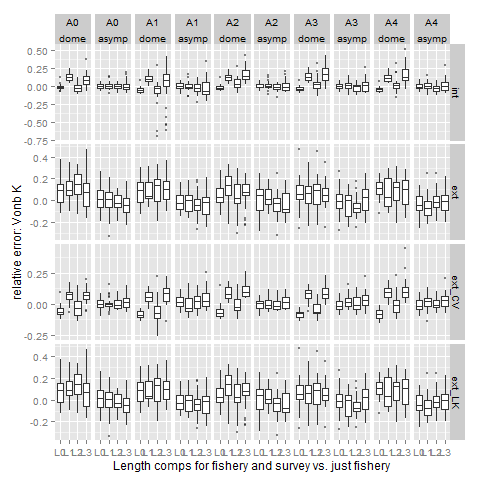 A0 A0 A1 A1 A2 A2 A3 A3 A4 A4
dome asymp dome asymp dome asymp dome asymp dome asymp
0.50
0.25
0.00
-0.25
-0.50
-0.75
int
0.4
0.2
0.0
-0.2
ext
0.25
0.00
-0.25
ext_CV
0.4
0.2
0.0
-0.2
ext_LK
relative error: Vonb K
Length comps for fishery and survey vs. just fishery